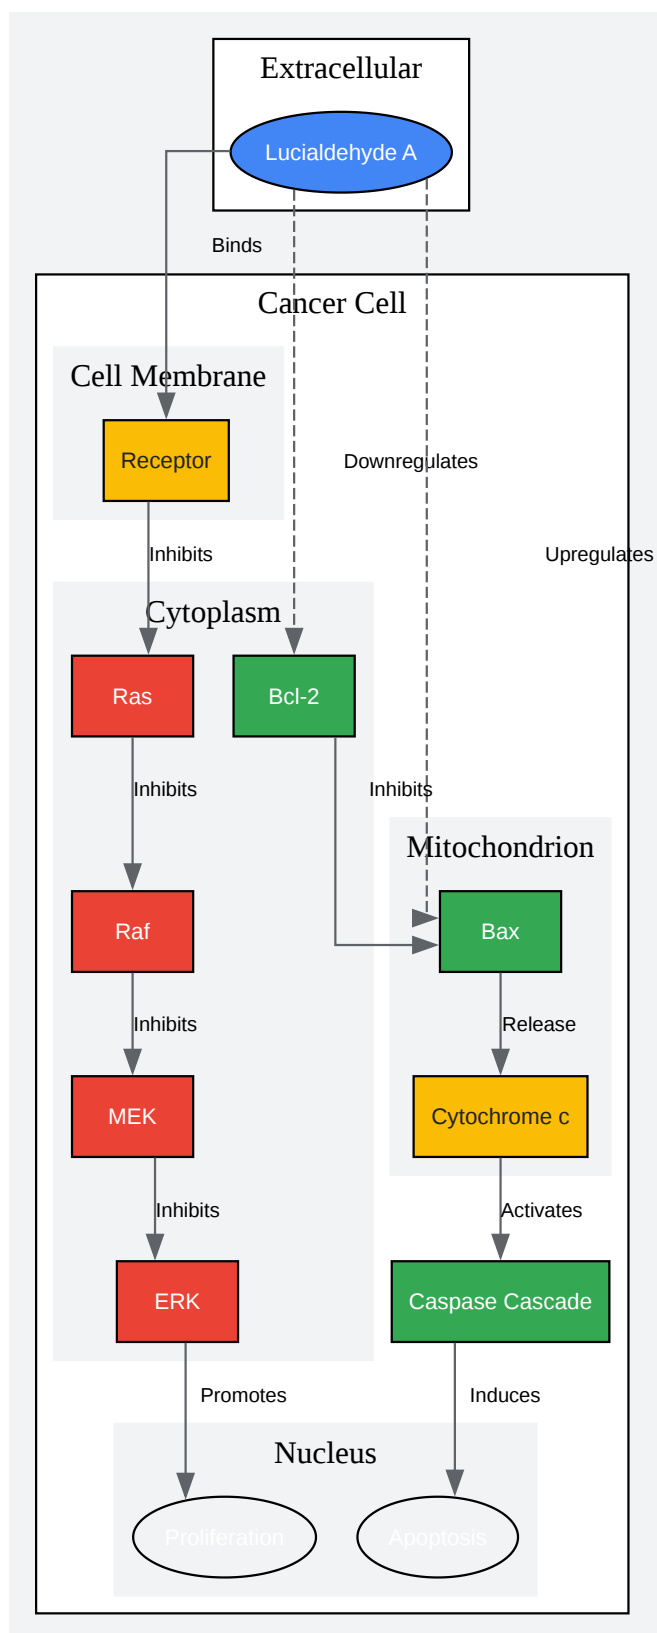 Extracellular
Lucialdehyde A
Binds
Cancer Cell
Cell Membrane
Receptor
Downregulates
Inhibits
Upregulates
Cytoplasm
Ras
Bcl-2
Inhibits
Inhibits
Mitochondrion
Raf
Bax
Inhibits
Release
MEK
Cytochrome c
Inhibits
Activates
ERK
Caspase Cascade
Promotes
Induces
Nucleus
Proliferation
Apoptosis